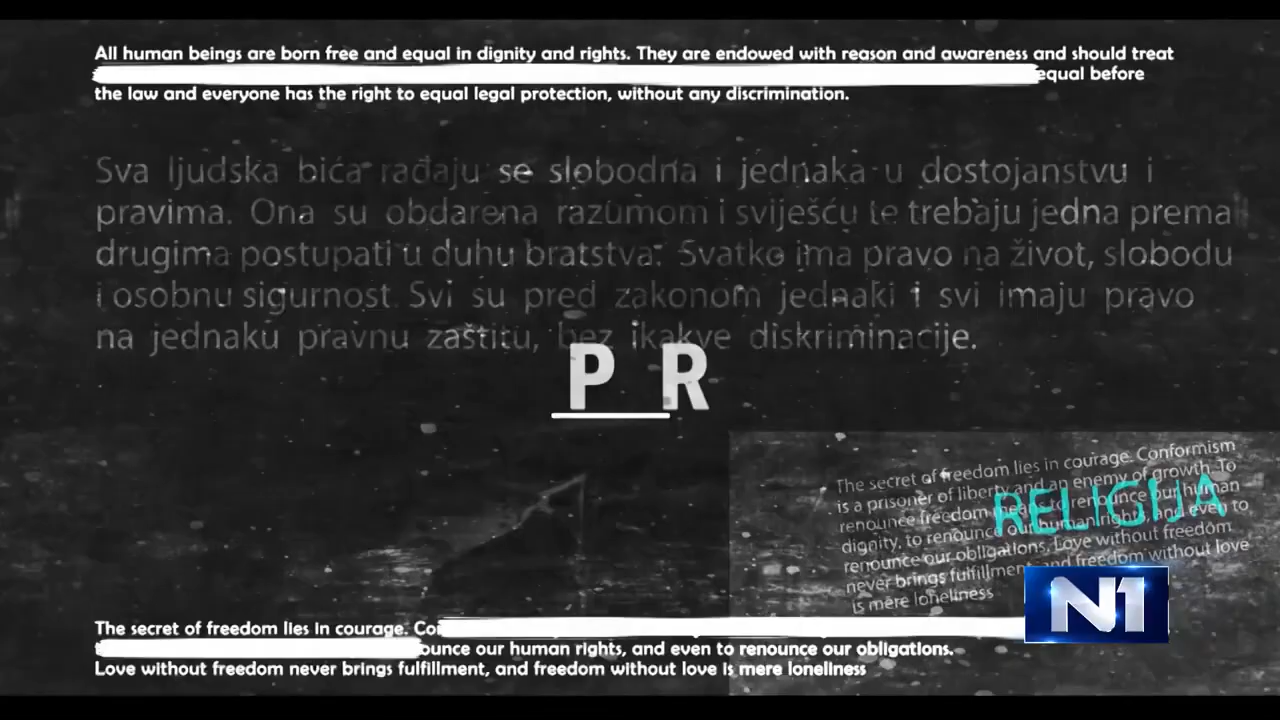 All human beings are born free and equal in dignity and rights. They are endowed with reason and awareness and should treat
equal before
the law and everyone has the right to equal legal protection, without any discrimination.
Sva ljudska bića rađaju se slobodna i jednaka u dostojanstvu i
pravima. Ona su obdarena razumom i sviješću te trebaju jedna prema
drugima postupati u duhu bratstva. Svatko ima pravo na život, slobodu
i osobnu sigurnost. Svi su pred zakonom jednaki i svi imaju pravo
na jednaku pravnu zaštitu, bez ikakve diskriminacije.
P R
The secret of freedom lies in courage. Conformism
is a prisoner of liberty and an enemy of growth. To
renounce freedom means to renounce our human
dignity, to renounce our human rights, and even to
renounce our obligations. Love without freedom
never brings fulfillment, and freedom without love
is mere loneliness
RELIGIJA
N1
The secret of freedom lies in courage. Co
ounce our human rights, and even to renounce our obligations.
Love without freedom never brings fulfillment, and freedom without love is mere loneliness